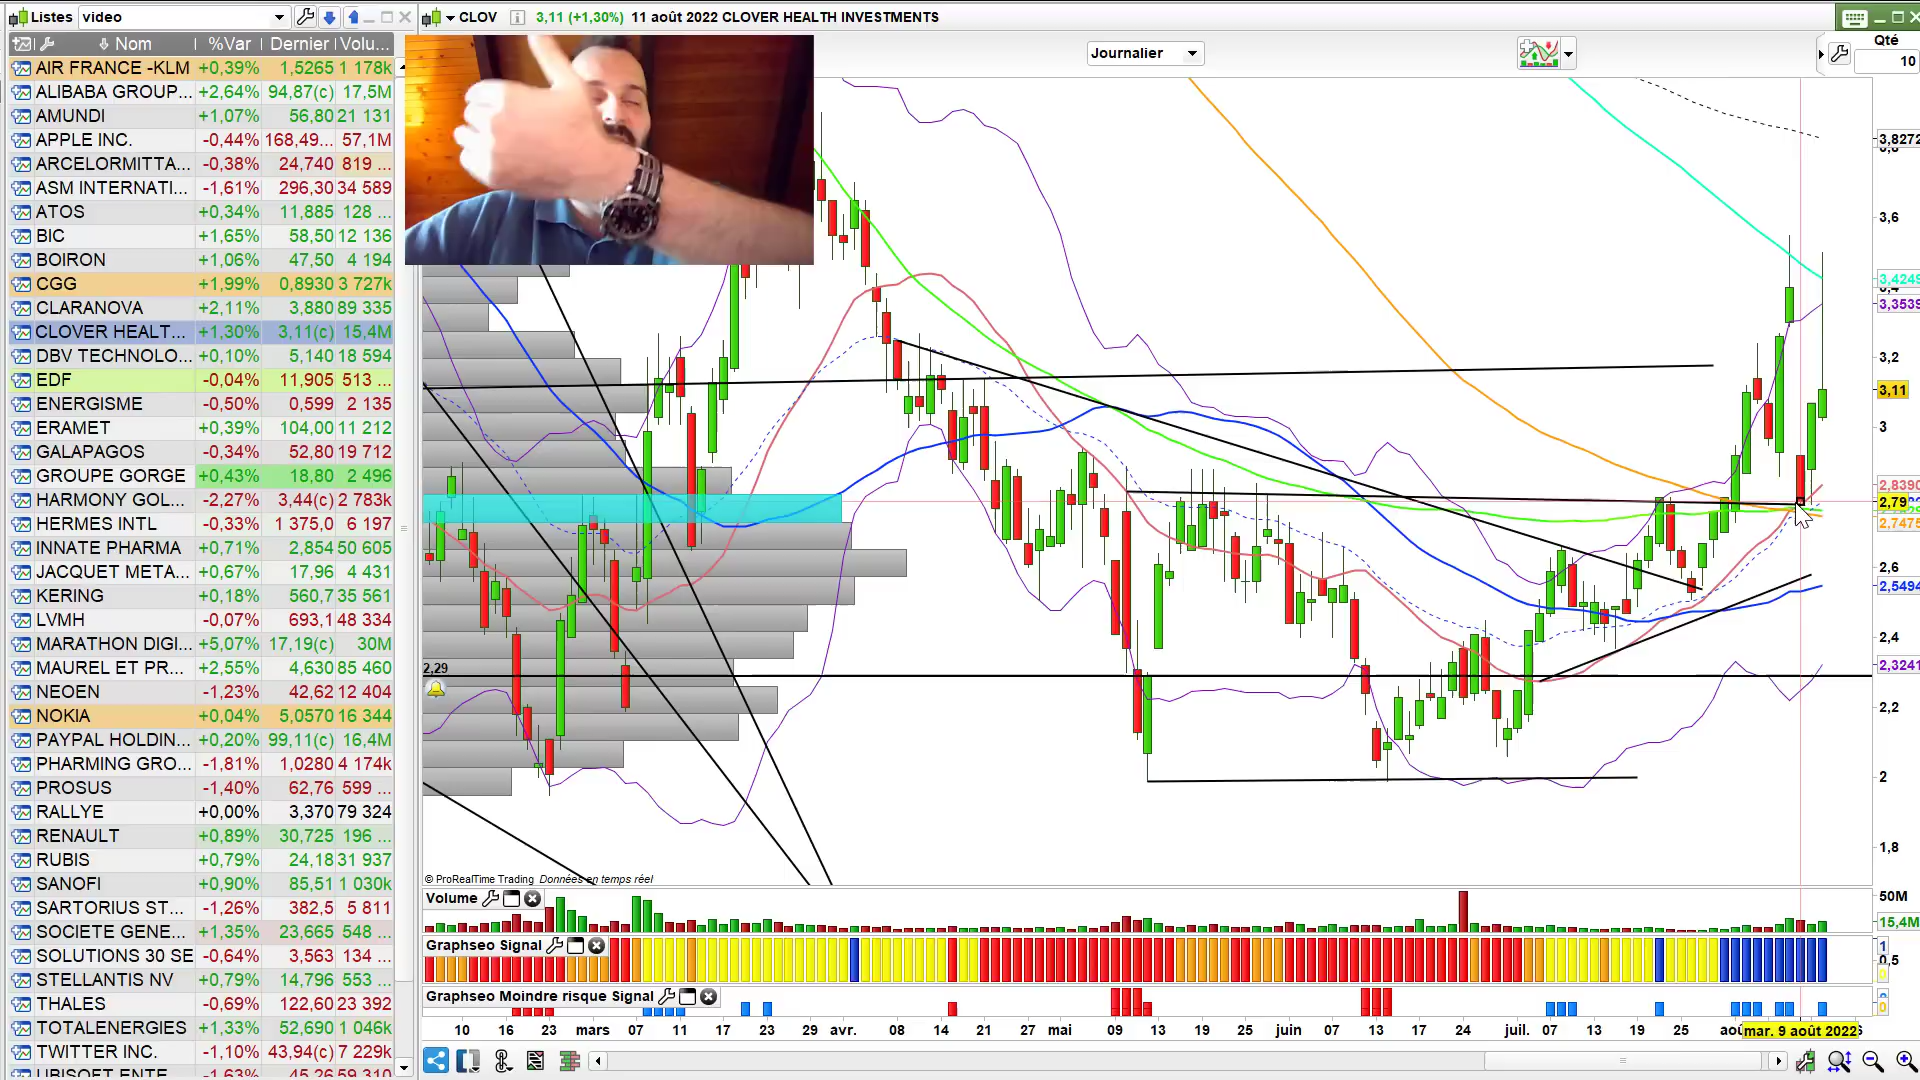 Listes video
CLOV 3,11 (+1,30%) 11 août 2022 CLOVER HEALTH INVESTMENTS
Nom %Var Dernier Volu...
Journalier
Qté
10
AIR FRANCE -KLM +0,39% 1,5265 1 178k
ALIBABA GROUP... +2,64% 94,87(c) 17,5M
AMUNDI +1,07% 56,80 21 131
APPLE INC. -0,44% 168,49... 57,1M
ARCELORMITTA... -0,38% 24,740 819 ...
ASM INTERNATI... -1,61% 296,30 34 589
ATOS +0,34% 11,885 128 ...
BIC +1,65% 58,50 12 136
BOIRON +1,06% 47,50 4 194
CGG +1,99% 0,8930 3 727k
CLARANOVA +2,11% 3,880 89 335
CLOVER HEALT... +1,30% 3,11(c) 15,4M
DBV TECHNOLO... +0,10% 5,140 18 594
EDF -0,04% 11,905 513 ...
ENERGISME -0,50% 0,599 2 135
ERAMET +0,39% 104,00 11 212
GALAPAGOS -0,34% 52,80 19 712
GROUPE GORGE +0,43% 18,80 2 496
HARMONY GOL... -2,27% 3,44(c) 2 783k
HERMES INTL -0,33% 1 375,0 6 197
INNATE PHARMA +0,71% 2,854 50 605
JACQUET META... +0,67% 17,96 4 431
KERING +0,18% 560,7 35 561
LVMH -0,07% 693,1 48 334
MARATHON DIGI... +5,07% 17,19(c) 30M
MAUREL ET PR... +2,55% 4,630 85 460
NEOEN -1,23% 42,62 12 404
NOKIA +0,04% 5,0570 16 344
PAYPAL HOLDIN... +0,20% 99,11(c) 16,4M
PHARMING GRO... -1,81% 1,0280 4 174k
PROSUS -1,40% 62,76 599 ...
RALLYE +0,00% 3,370 79 324
RENAULT +0,89% 30,725 196 ...
RUBIS +0,79% 24,18 31 937
SANOFI +0,90% 85,51 1 030k
SARTORIUS ST... -1,26% 382,5 5 811
SOCIETE GENE... +1,35% 23,665 548 ...
SOLUTIONS 30 SE -0,64% 3,563 134 ...
STELLANTIS NV +0,79% 14,796 553 ...
THALES -0,69% 122,60 23 392
TOTALENERGIES +1,33% 52,690 1 046k
TWITTER INC. -1,10% 43,94(c) 7 229k
UBISOFT ENTE... -1,63% 45,26 59 310
3,8272
3,6
3,4249
3,3539
3,2
3,11
3
2,8390
2,79
2,7475
2,6
2,5494
2,4
2,3241
2,2
2
1,8
2,29
© ProRealTime Trading Données en temps réel
Volume
50M
15,4M
Graphseo Signal
1
0,5
0
Graphseo Moindre risque Signal
0
10 16 23 mars 07 11 17 23 29 avr. 08 14 21 27 mai 09 13 19 25 juin 07 13 17 24 juil. 07 13 19 25 aoû mar. 9 août 2022